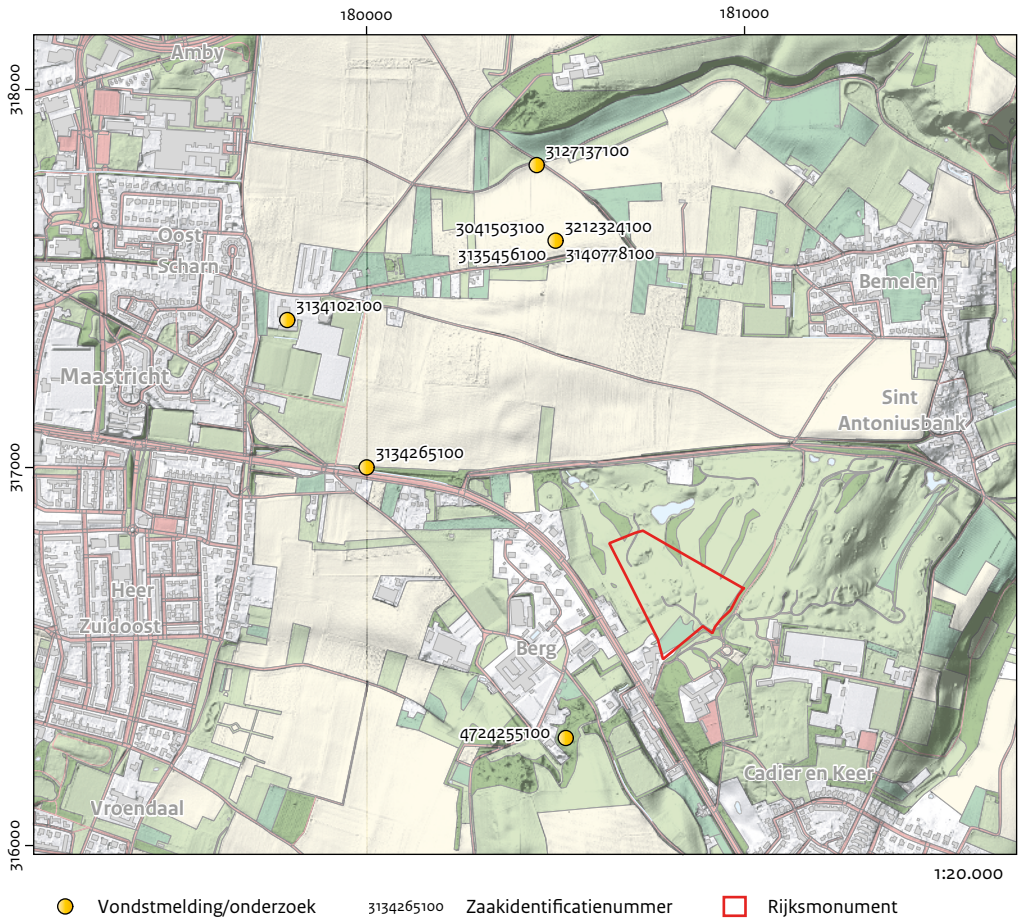 180000
181000
318000
317000
316000
Amby
3127137100
3041503100
3212324100
3135456100
3140778100
Oost
Scharn
Bemelen
3134102100
Maastricht
Sint
Antoniusbank
3134265100
Heer
Zuidoost
Berg
4724255100
Cadier en Keer
Vroendaal
1:20.000
Vondstmelding/onderzoek
3134265100
Zaakidentificatienummer
Rijksmonument